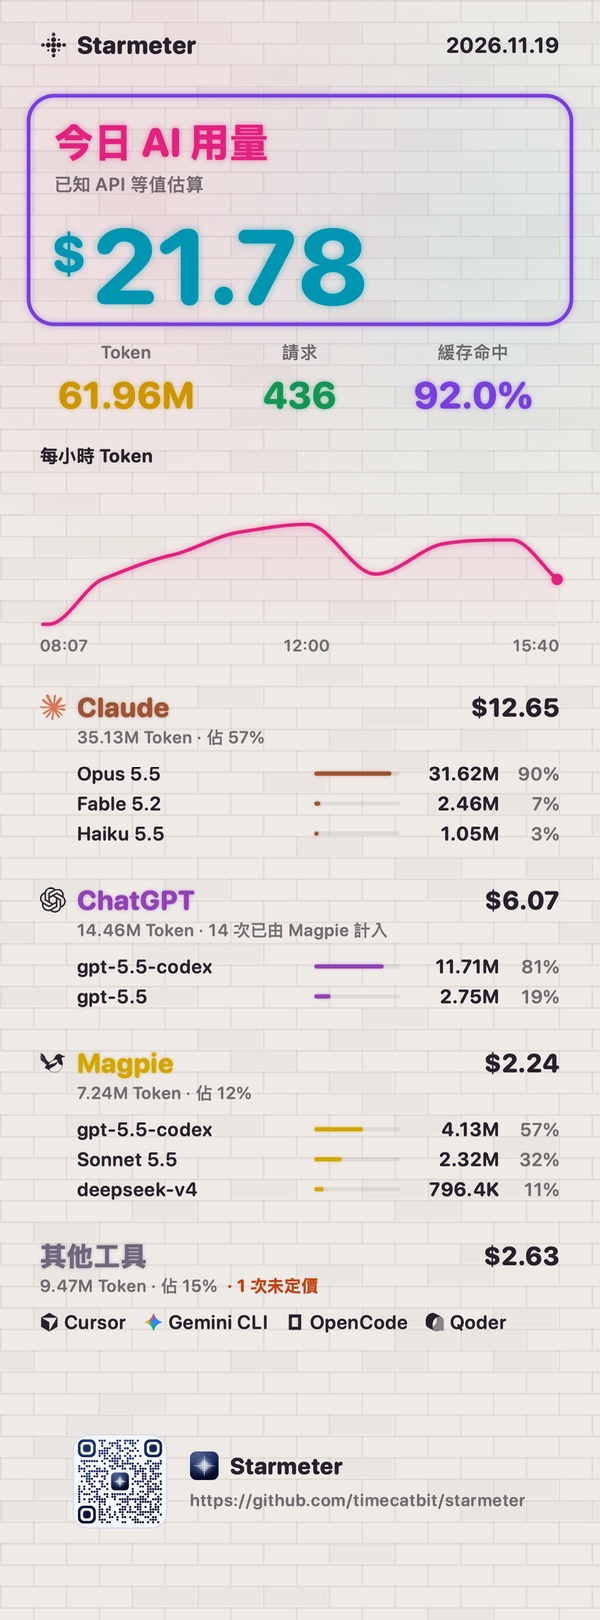 Starmeter
2026.11.19
今日 AI 用量
已知 API 等值估算
$21.78
Token 請求 緩存命中
61.96M 436 92.0%
每小時 Token
08:07 12:00 15:40
Claude $12.65
35.13M Token · 佔 57%
Opus 5.5 31.62M 90%
Fable 5.2 2.46M 7%
Haiku 5.5 1.05M 3%
ChatGPT $6.07
14.46M Token · 14 次已由 Magpie 計入
gpt-5.5-codex 11.71M 81%
gpt-5.5 2.75M 19%
Magpie $2.24
7.24M Token · 佔 12%
gpt-5.5-codex 4.13M 57%
Sonnet 5.5 2.32M 32%
deepseek-v4 796.4K 11%
其他工具 $2.63
9.47M Token · 佔 15% · 1 次未定價
Cursor Gemini CLI OpenCode Qoder
Starmeter
https://github.com/timecatbit/starmeter